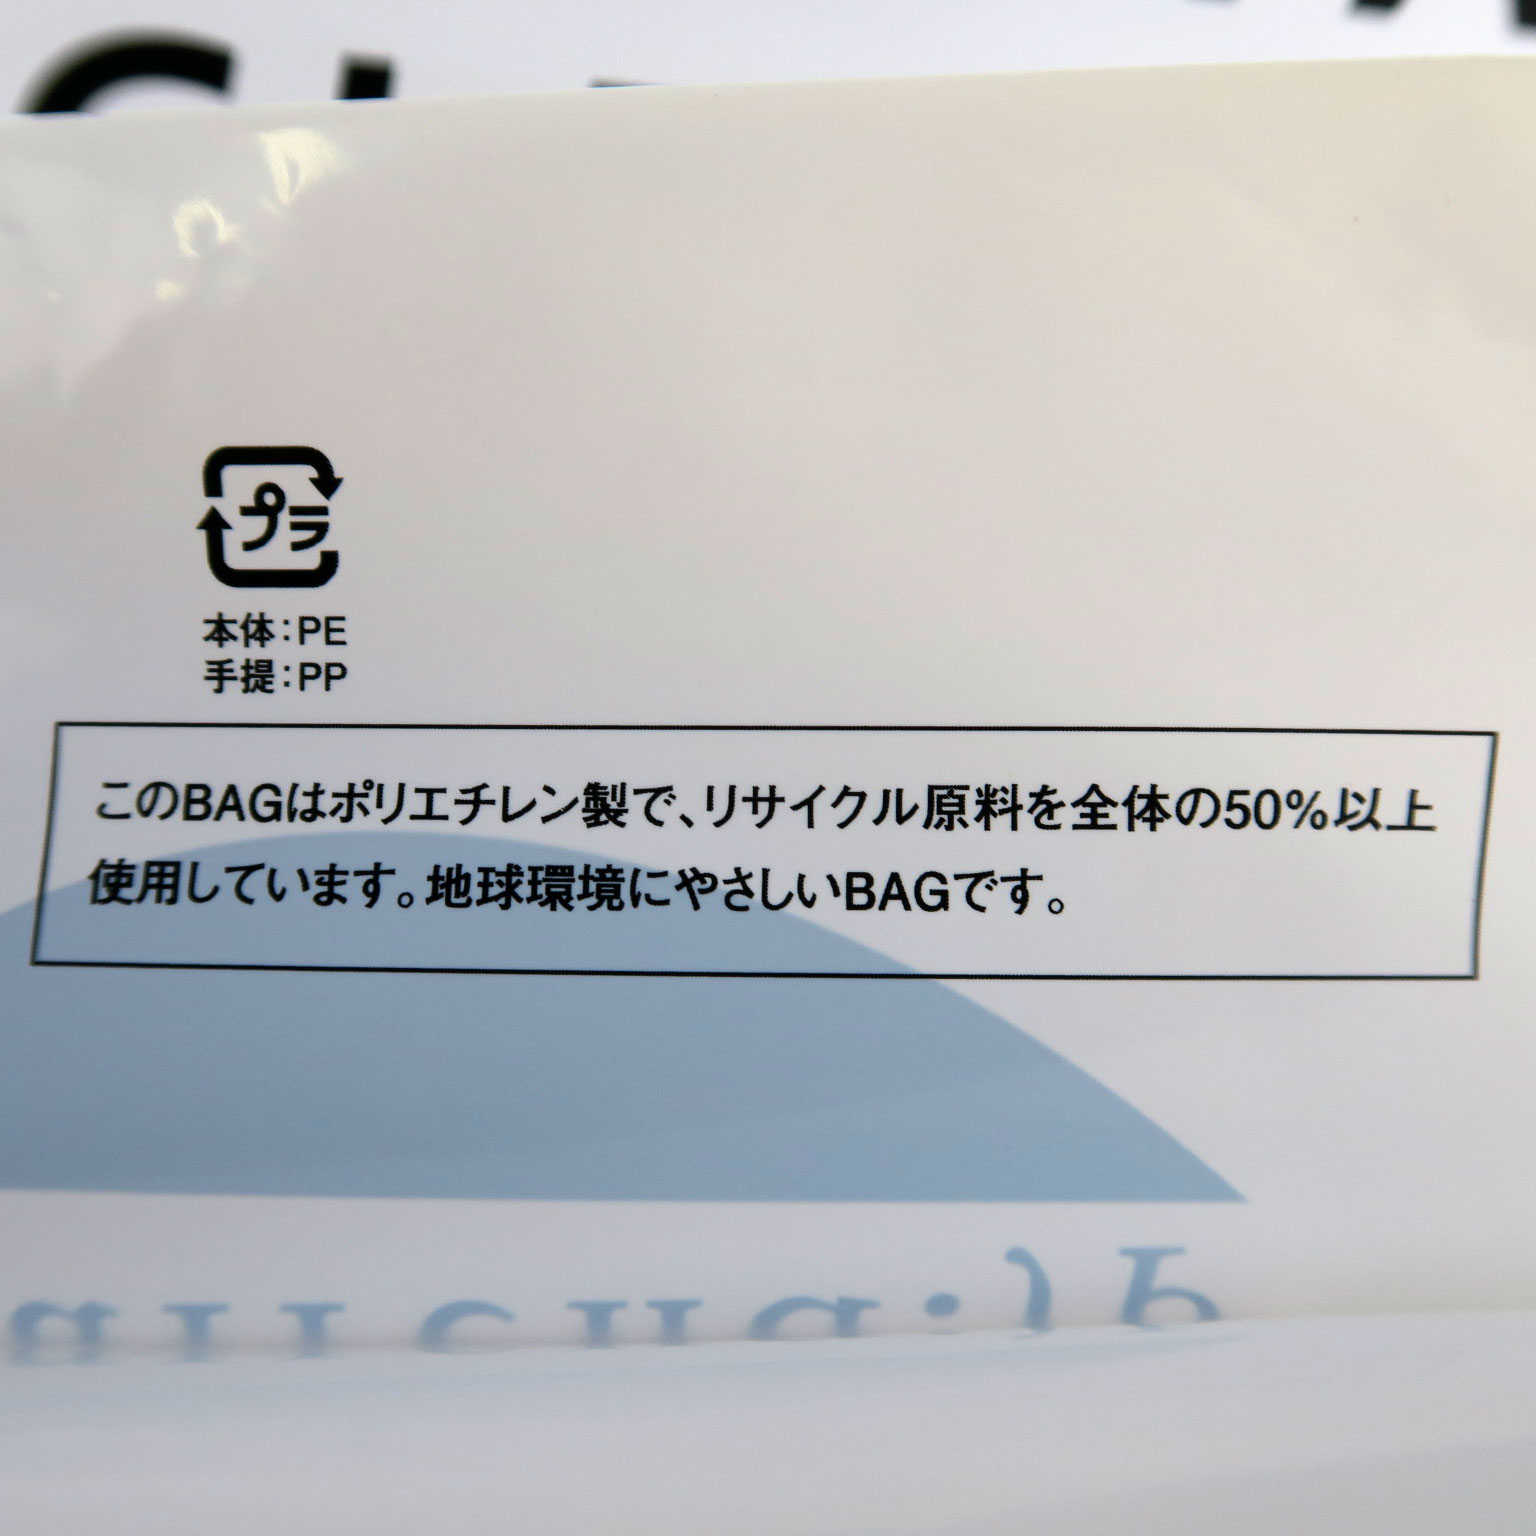 プラ
本体:PE
手提:PP
このBAGはポリエチレン製で、リサイクル原料を全体の50%以上
使用しています。地球環境にやさしいBAGです。